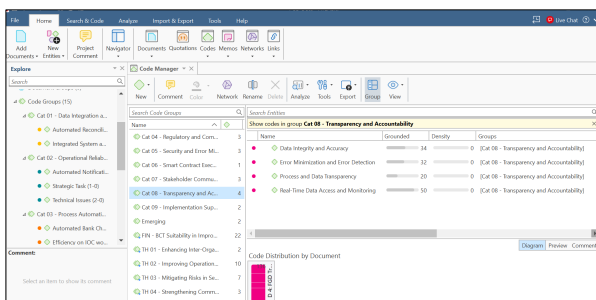 File Home Search & Code Analyze Import & Export Tools Help Live Chat
Add Documents New Entities Project Comment Navigator Documents Quotations Codes Memos Networks Links
Explore
Search
Code Groups (15)
Cat 01 - Data Integration a...
Automated Reconcili...
Integrated System a...
Cat 02 - Operational Reliab...
Automated Notificati...
Strategic Task (1-0)
Technical Issues (2-0)
Cat 03 - Process Automati...
Automated Bank Ch...
Efficiency on IOC wo...
Comment:
Select an item to show its comment
Code Manager
New Comment Color Network Rename Delete Analyze Tools Export Group View
Search Code Groups
Name
Cat 04 - Regulatory and Com... 3
Cat 05 - Security and Error Mi... 3
Cat 06 - Smart Contract Exec... 1
Cat 07 - Stakeholder Commu... 3
Cat 08 - Transparency and Ac... 4
Cat 09 - Implementation Sup... 2
Emerging 2
FIN - BCT Suitability in Impro... 22
TH 01 - Enhancing Inter-Orga... 2
TH 02 - Improving Operation... 10
TH 03 - Mitigating Risks in Se... 7
TH 04 - Strengthening Comm... 3
Search Entities
Show codes in group Cat 08 - Transparency and Accountability
Name Grounded Density Groups
Data Integrity and Accuracy 34 0 [Cat 08 - Transparency and Accountability]
Error Minimization and Error Detection 32 0 [Cat 08 - Transparency and Accountability]
Process and Data Transparency 20 0 [Cat 08 - Transparency and Accountability]
Real-Time Data Access and Monitoring 50 0 [Cat 08 - Transparency and Accountability]
Diagram Preview Comment
Code Distribution by Document
D 4: FGD Tr...